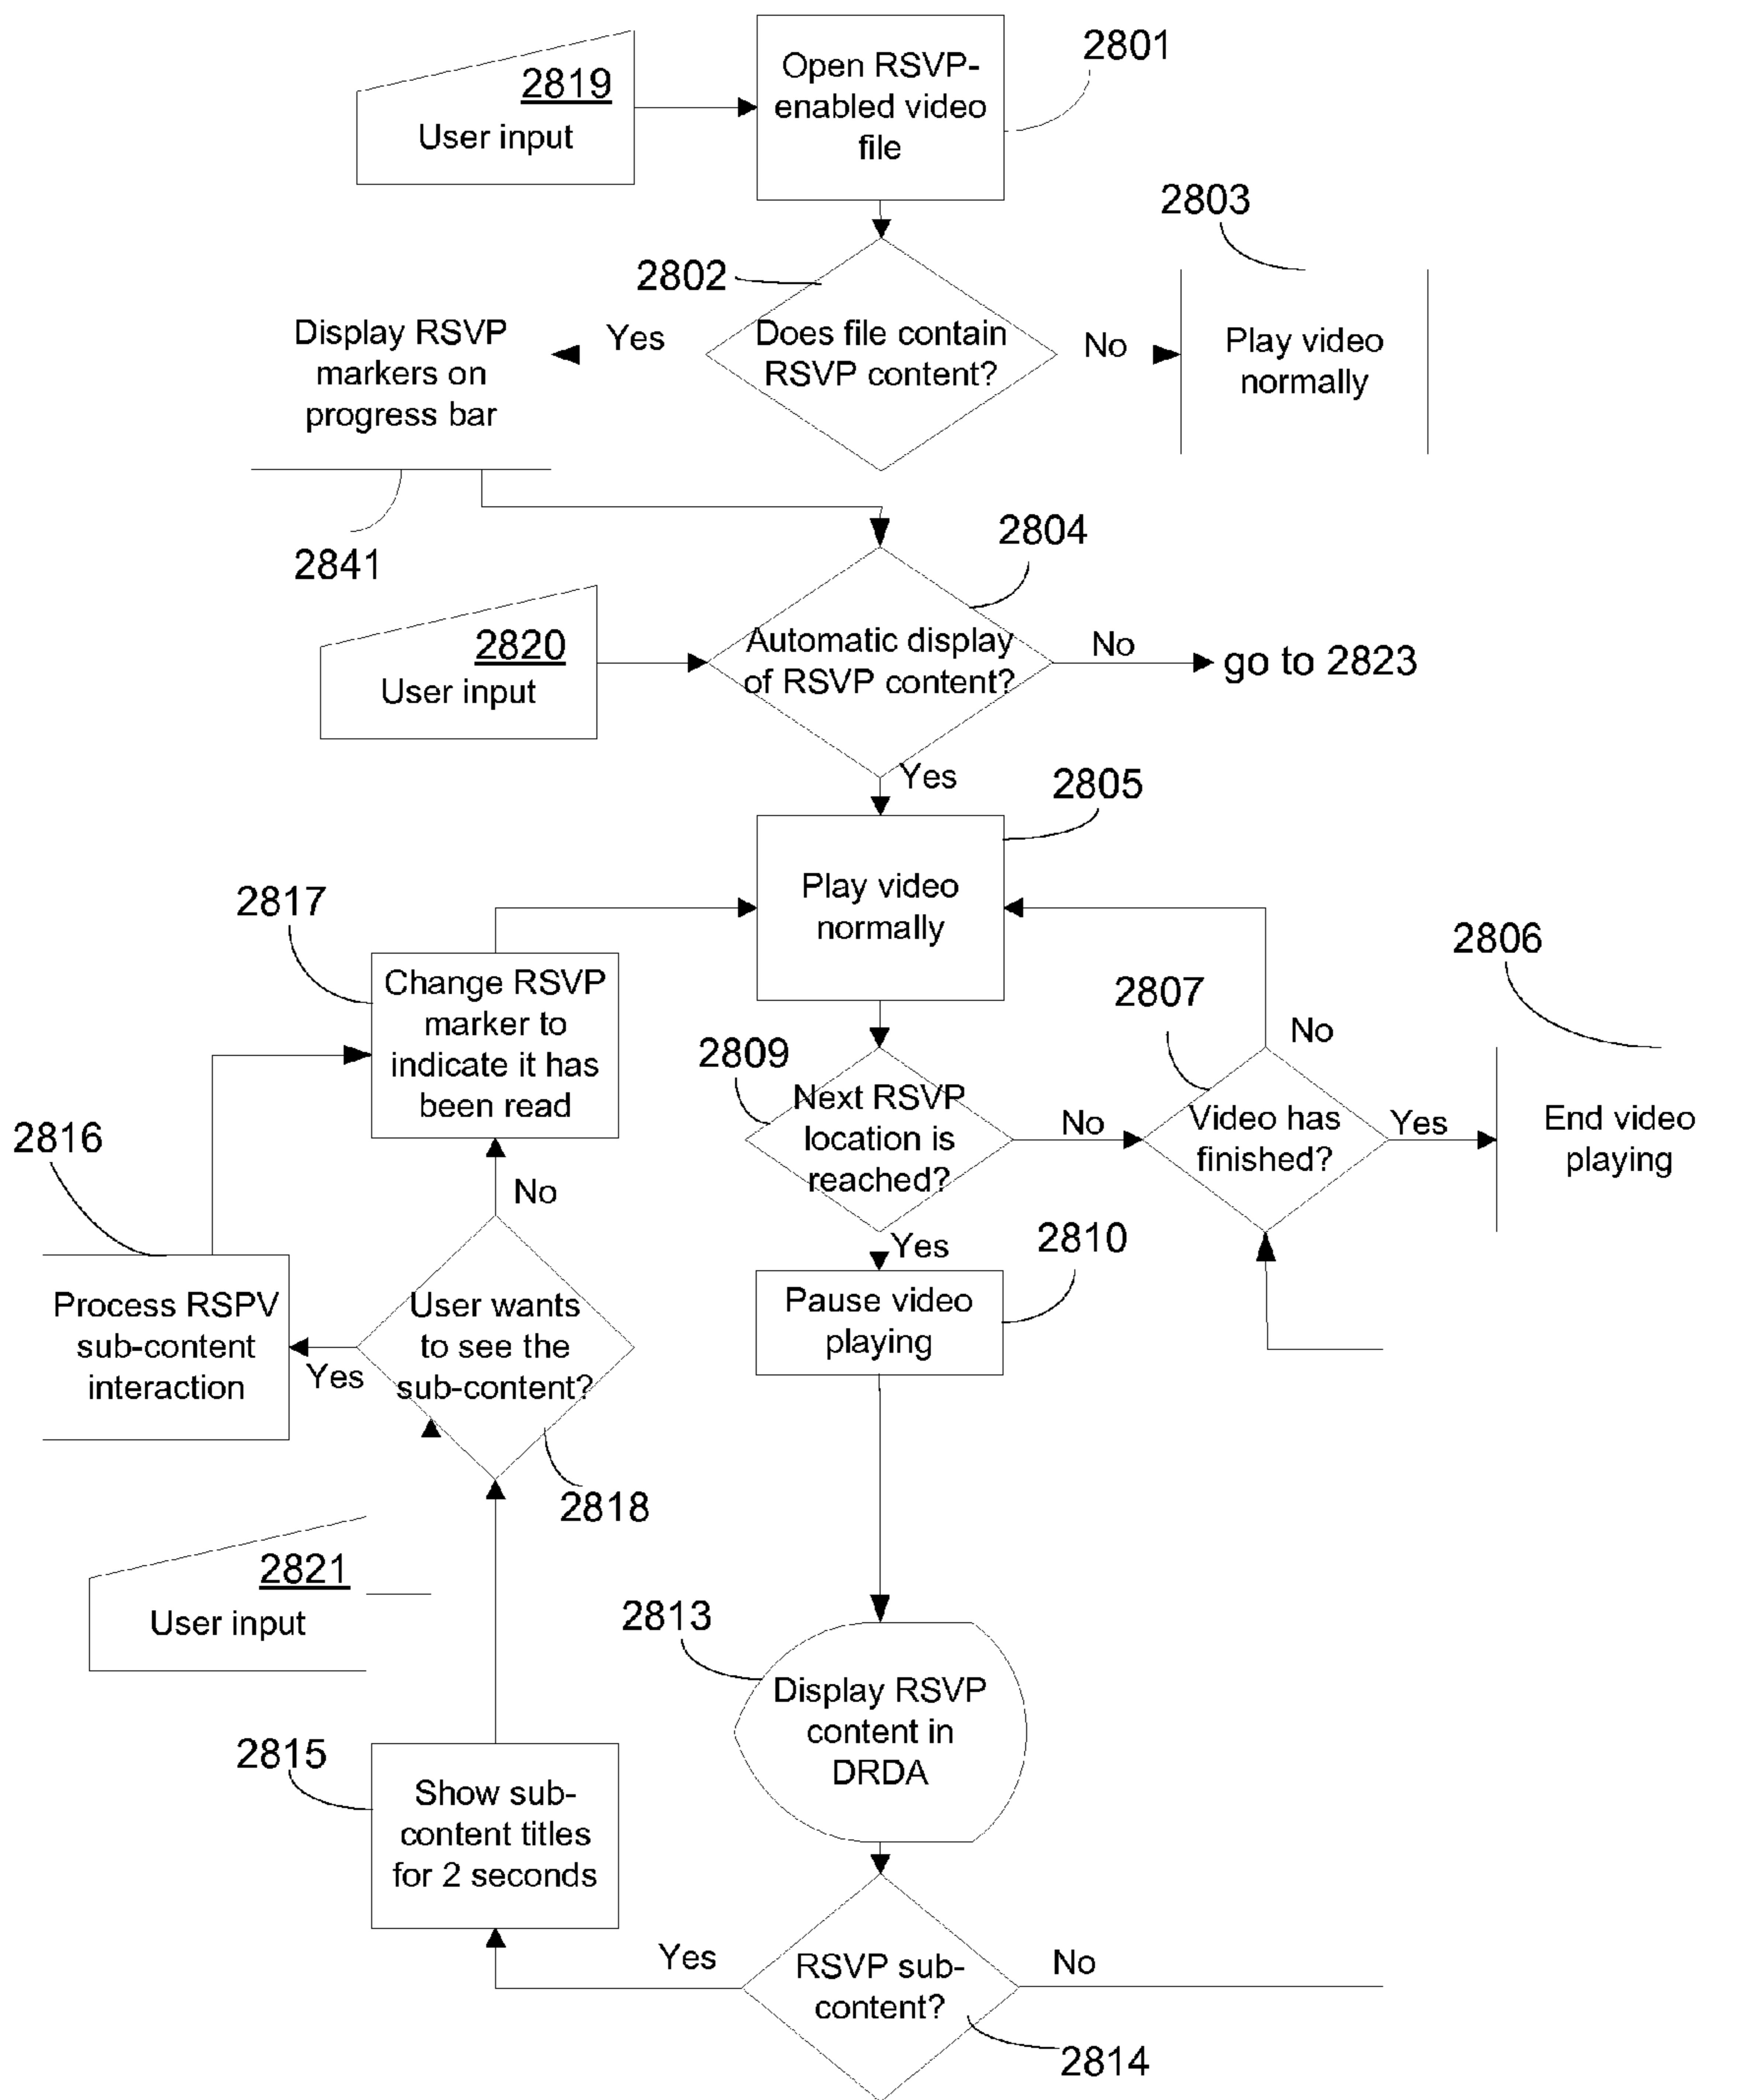 2819
User input
Open RSVP-
enabled video
file
2801
2803
2802
Does file contain
RSVP content?
Yes
No
Display RSVP
markers on
progress bar
Play video
normally
2841
2804
2820
User input
Automatic display
of RSVP content?
No
go to 2823
Yes
2805
Play video
normally
2817
Change RSVP
marker to
indicate it has
been read
2806
2807
No
2809
Next RSVP
location is
reached?
No
Video has
finished?
Yes
End video
playing
2816
No
Yes
2810
Process RSPV
sub-content
interaction
Yes
User wants
to see the
sub-content?
Pause video
playing
2818
2821
User input
2813
Display RSVP
content in
DRDA
2815
Show sub-
content titles
for 2 seconds
Yes
RSVP sub-
content?
No
2814